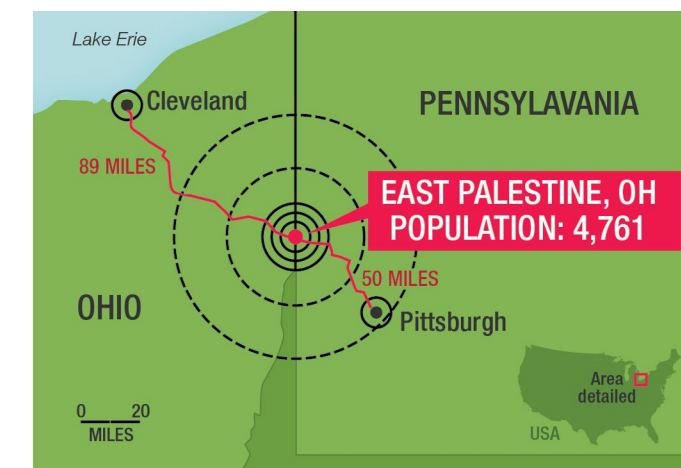 Lake Erie
Cleveland
PENNSYLAVANIA
89 MILES
EAST PALESTINE, OH
POPULATION: 4,761
50 MILES
OHIO
Pittsburgh
0 20
MILES
Area
detailed
USA